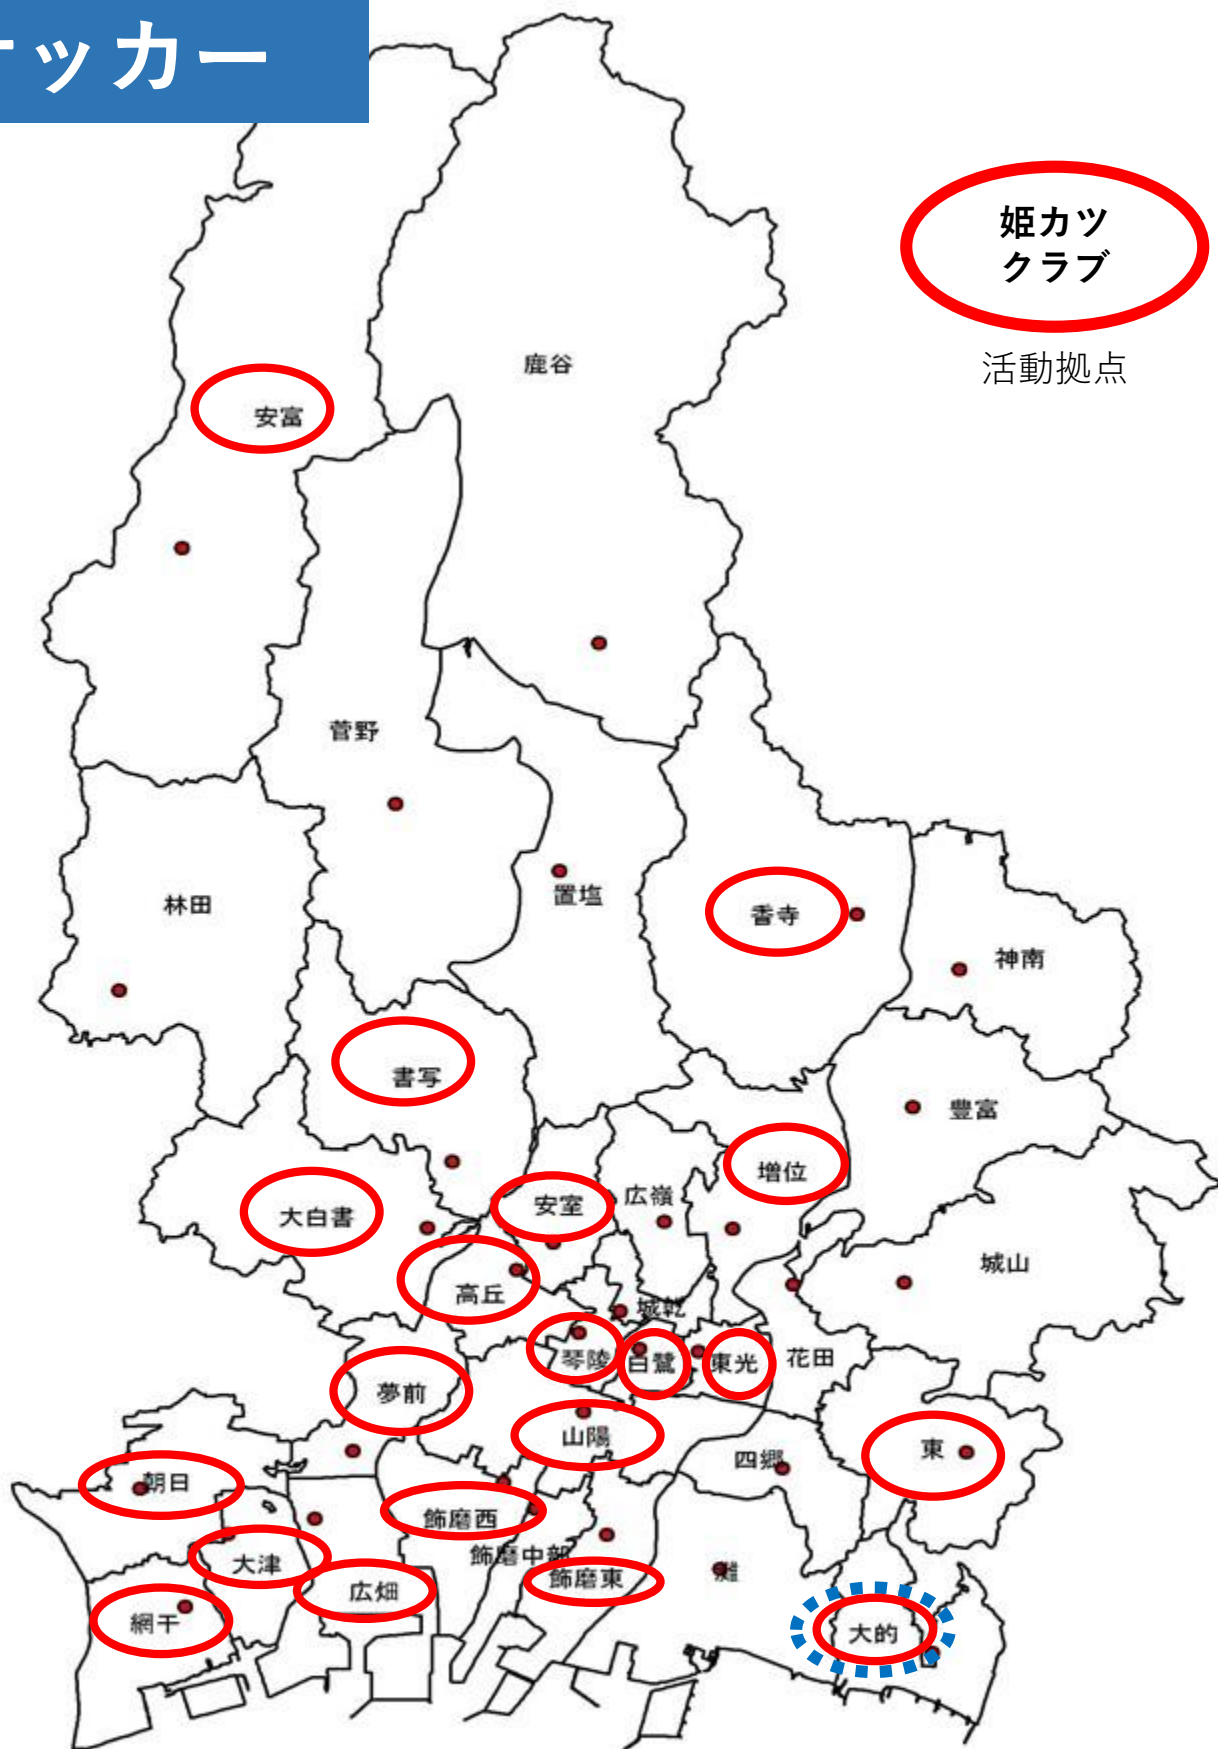 サッカー
姫カツ
クラブ
活動拠点
鹿谷
安富
菅野
置塩
林田
香寺
神南
書写
豊富
増位
安室
広嶺
大白書
城山
高丘
城乾
琴陵
白鷺
東光
花田
夢前
山陽
東
四郷
朝日
飾磨西
飾磨中部
大津
飾磨東
灘
広畑
網干
大的